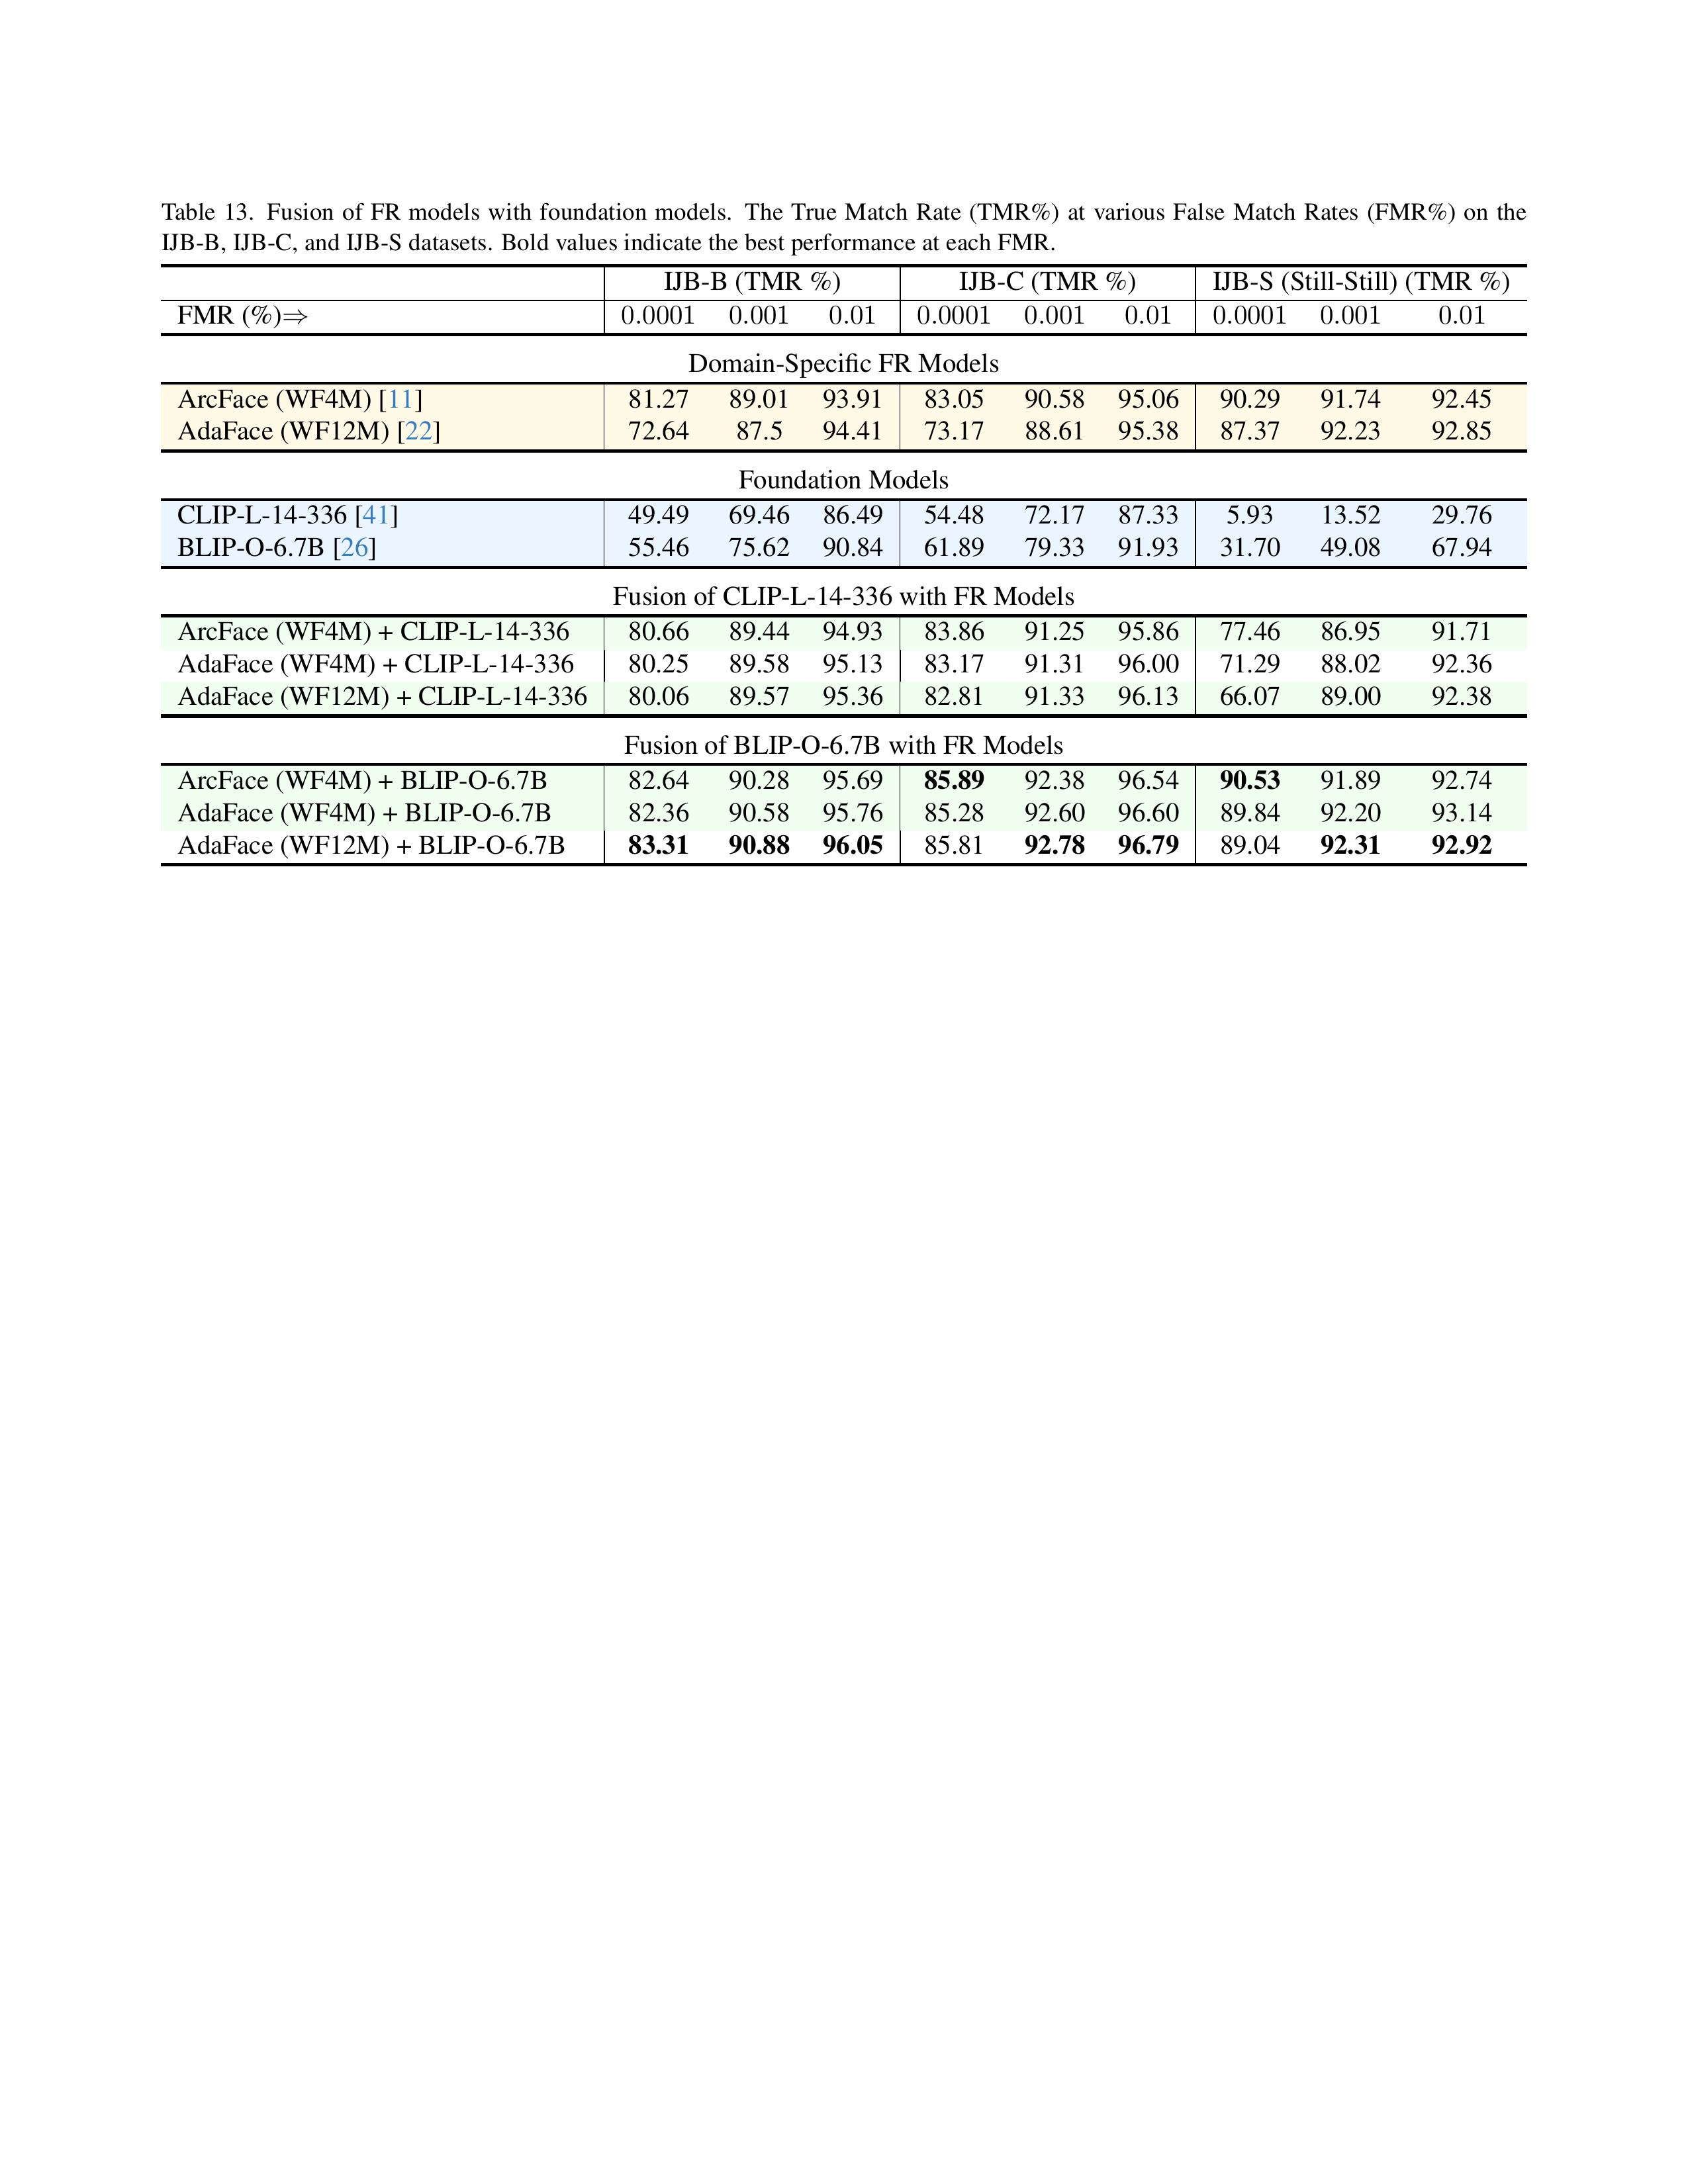 Table 13. Fusion of FR models with foundation models. The True Match Rate (TMR%) at various False Match Rates (FMR%) on the
IJB-B, IJB-C, and IJB-S datasets. Bold values indicate the best performance at each FMR.
IJB-B (TMR %) IJB-C (TMR %) IJB-S (Still-Still) (TMR %)
FMR (%)⇒ 0.0001 0.001 0.01 0.0001 0.001 0.01 0.0001 0.001 0.01
Domain-Specific FR Models
ArcFace (WF4M) [11] 81.27 89.01 93.91 83.05 90.58 95.06 90.29 91.74 92.45
AdaFace (WF12M) [22] 72.64 87.5 94.41 73.17 88.61 95.38 87.37 92.23 92.85
Foundation Models
CLIP-L-14-336 [41] 49.49 69.46 86.49 54.48 72.17 87.33 5.93 13.52 29.76
BLIP-O-6.7B [26] 55.46 75.62 90.84 61.89 79.33 91.93 31.70 49.08 67.94
Fusion of CLIP-L-14-336 with FR Models
ArcFace (WF4M) + CLIP-L-14-336 80.66 89.44 94.93 83.86 91.25 95.86 77.46 86.95 91.71
AdaFace (WF4M) + CLIP-L-14-336 80.25 89.58 95.13 83.17 91.31 96.00 71.29 88.02 92.36
AdaFace (WF12M) + CLIP-L-14-336 80.06 89.57 95.36 82.81 91.33 96.13 66.07 89.00 92.38
Fusion of BLIP-O-6.7B with FR Models
ArcFace (WF4M) + BLIP-O-6.7B 82.64 90.28 95.69 85.89 92.38 96.54 90.53 91.89 92.74
AdaFace (WF4M) + BLIP-O-6.7B 82.36 90.58 95.76 85.28 92.60 96.60 89.84 92.20 93.14
AdaFace (WF12M) + BLIP-O-6.7B 83.31 90.88 96.05 85.81 92.78 96.79 89.04 92.31 92.92